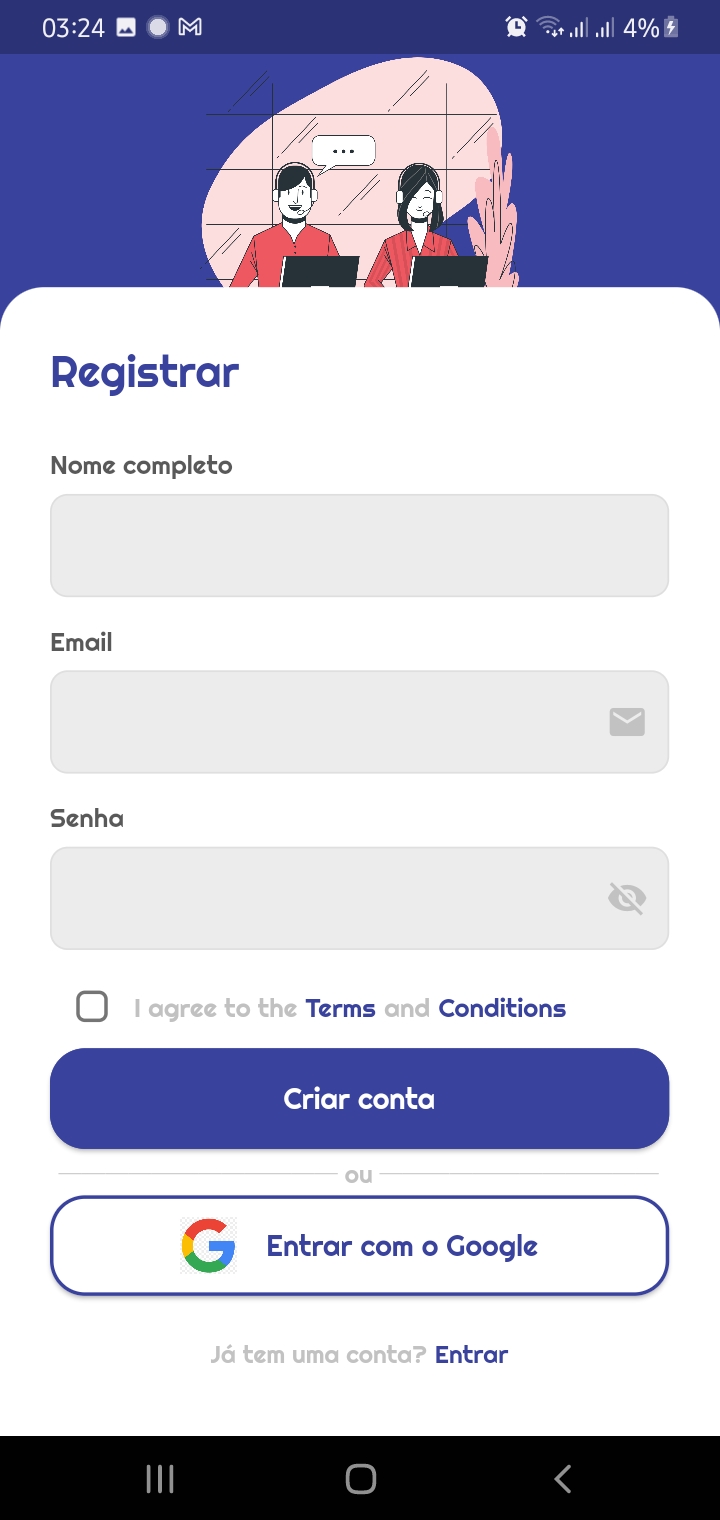 03:24 4%
Registrar
Nome completo
Email
Senha
I agree to the Terms and Conditions
Criar conta
ou
Entrar com o Google
Já tem uma conta? Entrar